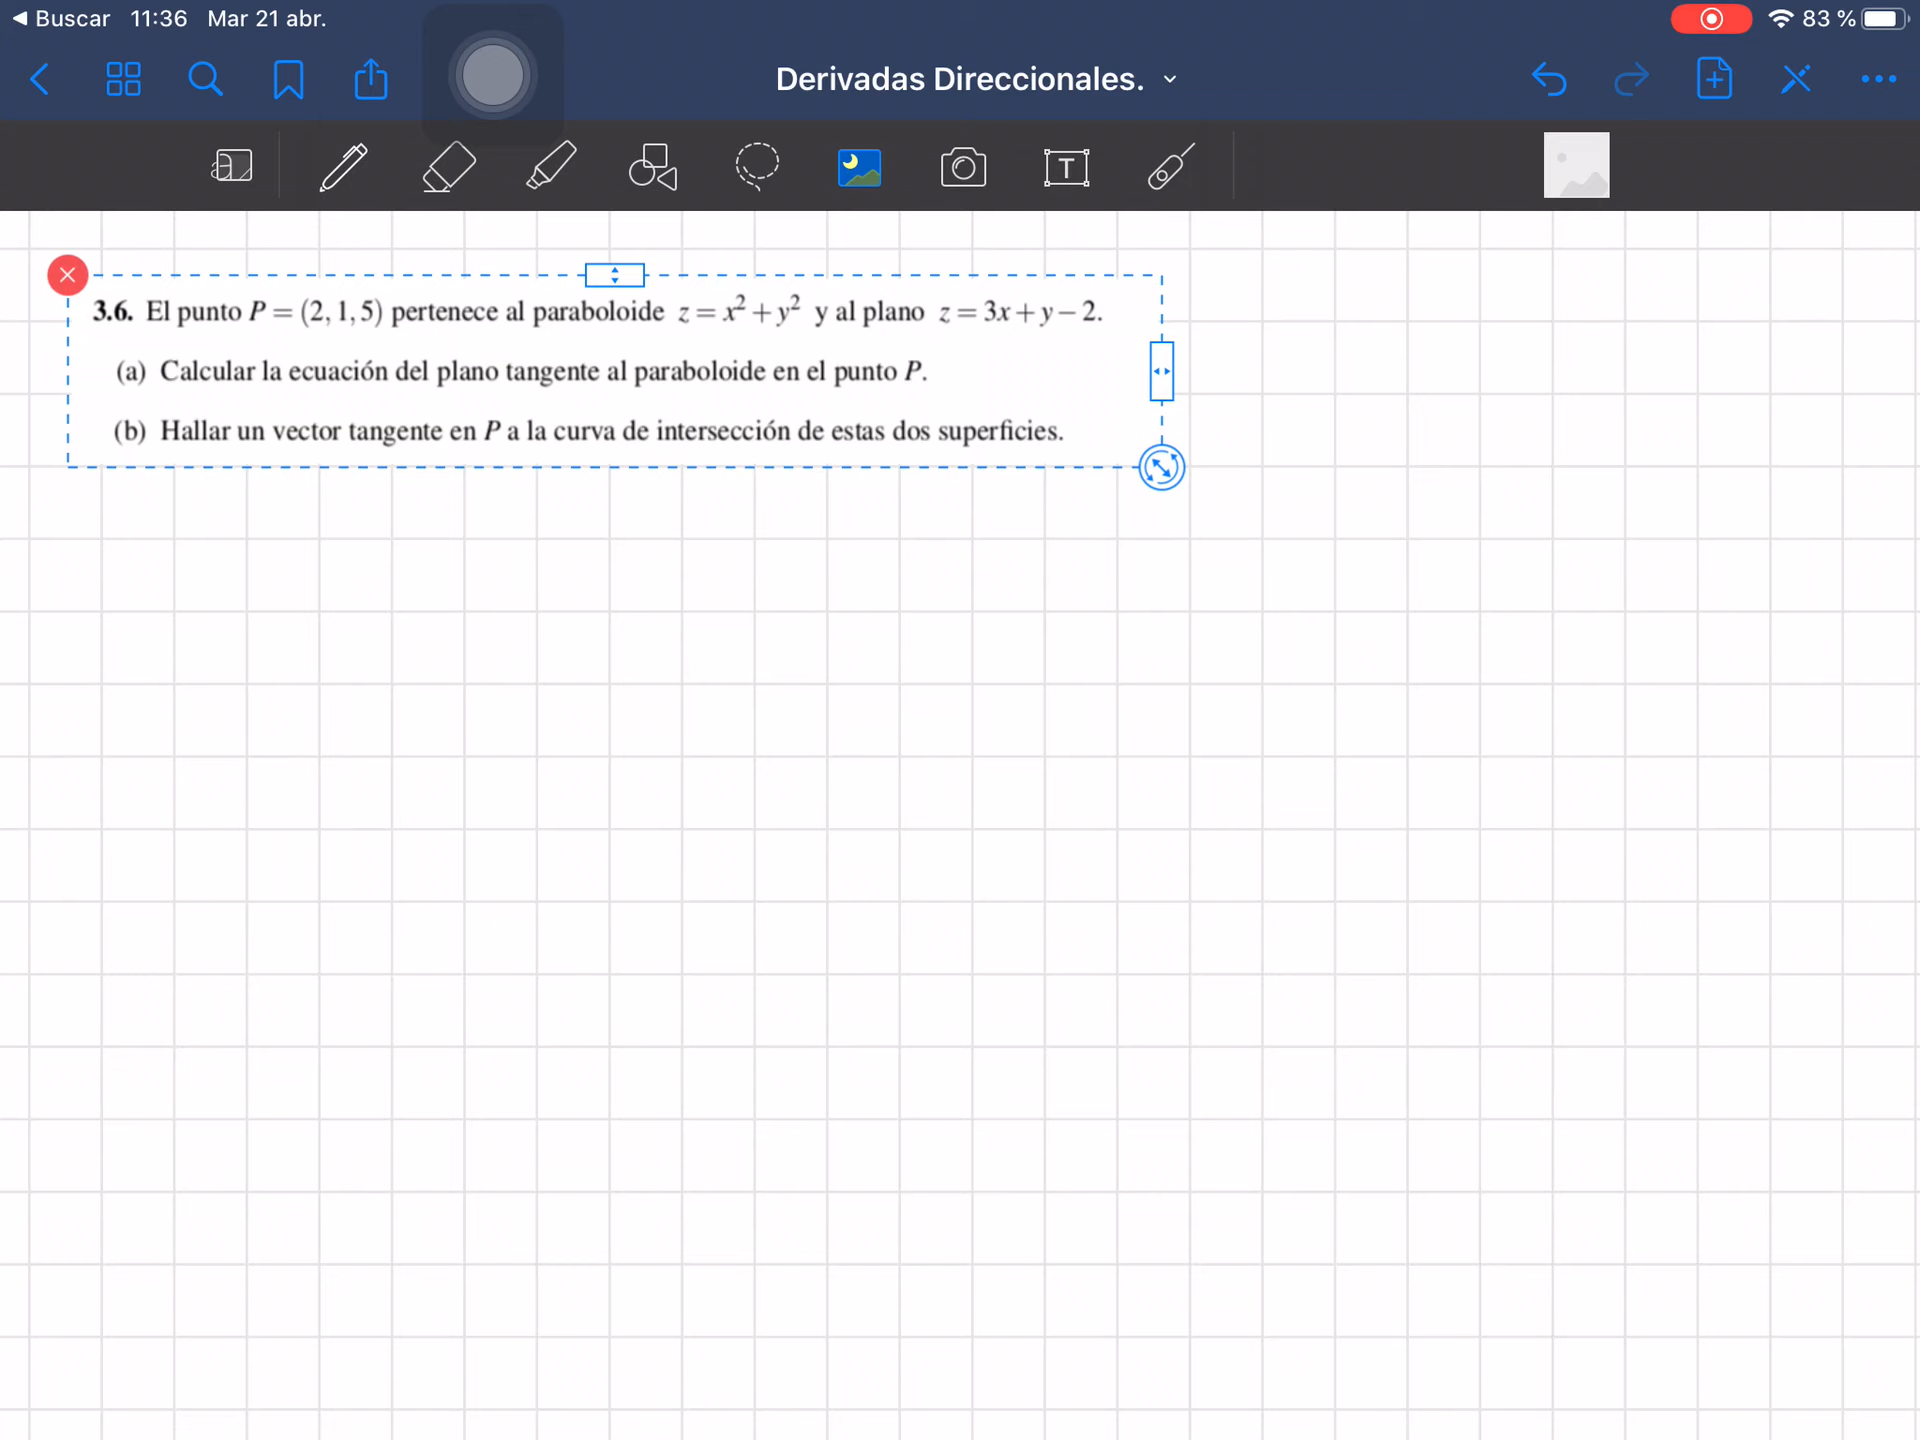 Buscar 11:36 Mar 21 abr. 83 %
Derivadas Direccionales.
T
3.6. El punto P = (2, 1, 5) pertenece al paraboloide z = x² + y² y al plano z = 3x + y − 2.
(a) Calcular la ecuación del plano tangente al paraboloide en el punto P.
(b) Hallar un vector tangente en P a la curva de intersección de estas dos superficies.